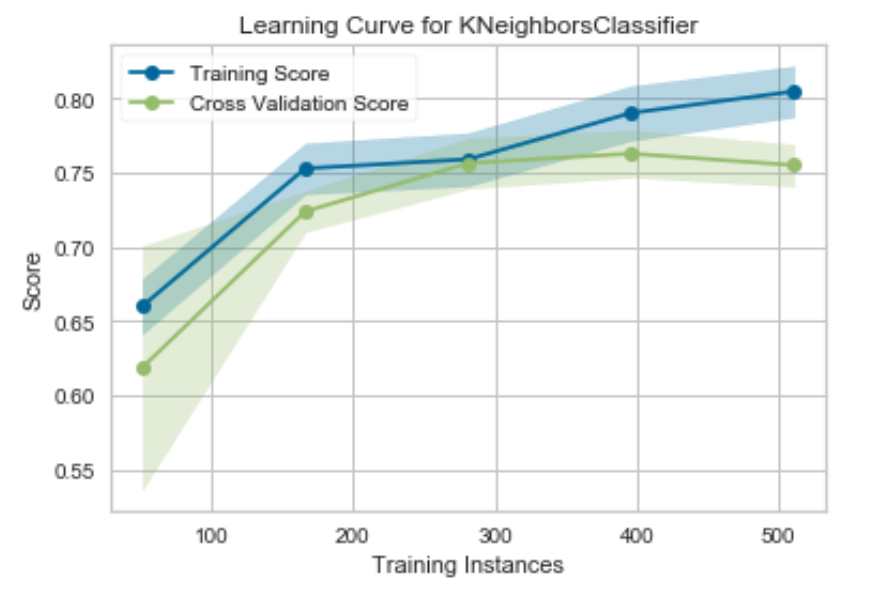 Learning Curve for KNeighborsClassifier
Training Score
Cross Validation Score
0.80
0.75
0.70
0.65
0.60
0.55
Score
100 200 300 400 500
Training Instances